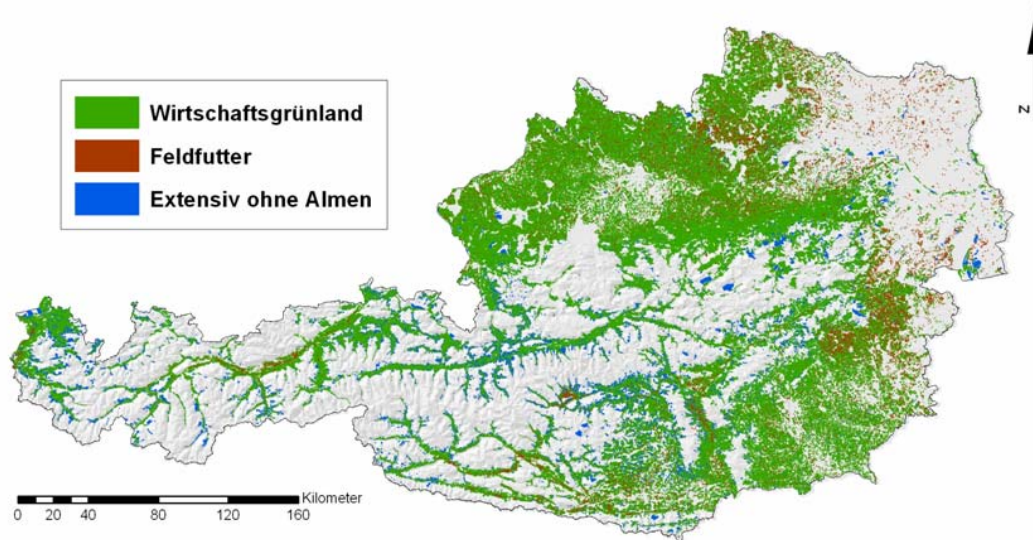 Wirtschaftsgrünland
Feldfutter
Extensiv ohne Almen
N
Kilometer
0 20 40 80 120 160